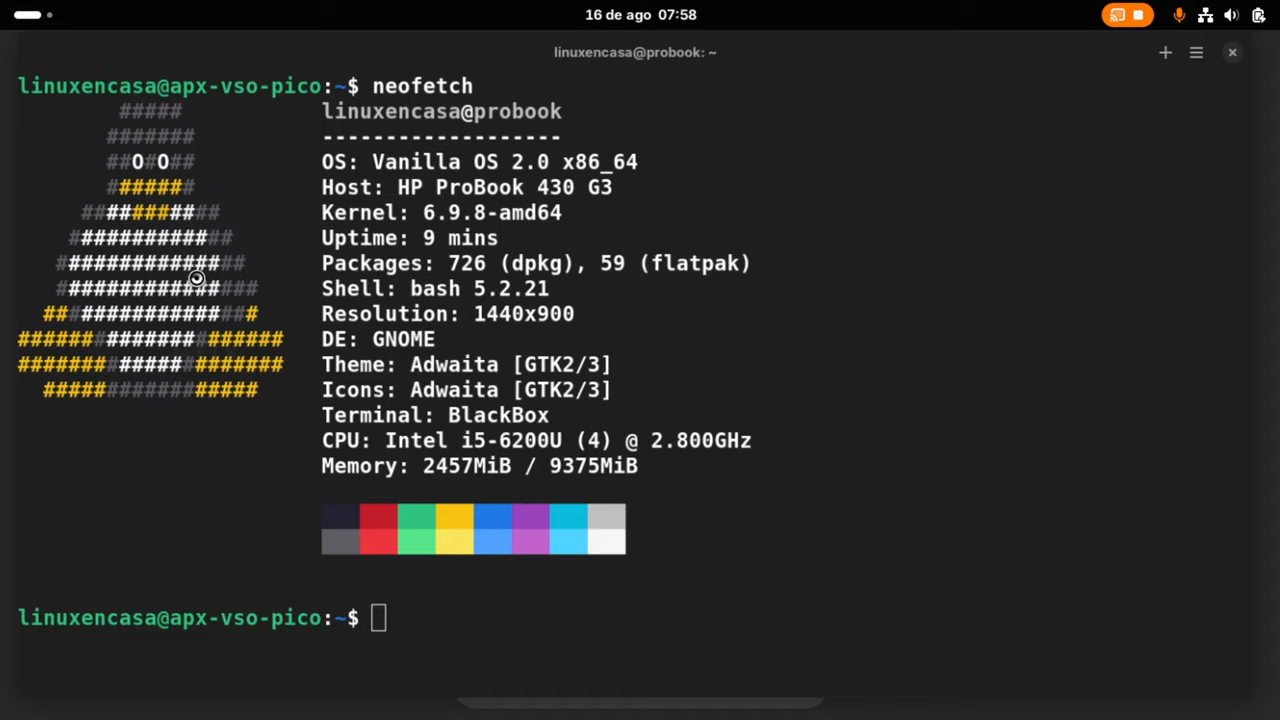 16 de ago 07:58
linuxencasa@probook: ~
linuxencasa@apx-vso-pico:~$ neofetch
##### linuxencasa@probook
####### -------------------
##O#O## OS: Vanilla OS 2.0 x86_64
####### Host: HP ProBook 430 G3
########### Kernel: 6.9.8-amd64
############# Uptime: 9 mins
############### Packages: 726 (dpkg), 59 (flatpak)
################ Shell: bash 5.2.21
################# Resolution: 1440x900
##################### DE: GNOME
##################### Theme: Adwaita [GTK2/3]
################# Icons: Adwaita [GTK2/3]
Terminal: BlackBox
CPU: Intel i5-6200U (4) @ 2.800GHz
Memory: 2457MiB / 9375MiB
linuxencasa@apx-vso-pico:~$